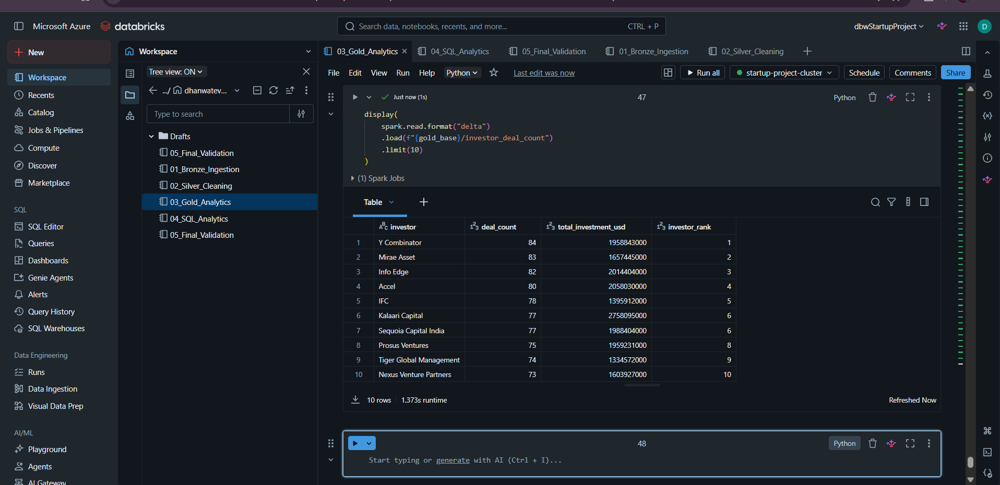 Microsoft Azure databricks
Search data, notebooks, recents, and more... CTRL + P
dbwStartupProject
D
New
Workspace
Recents
Catalog
Jobs & Pipelines
Compute
Discover
Marketplace
SQL
SQL Editor
Queries
Dashboards
Genie Agents
Alerts
Query History
SQL Warehouses
Data Engineering
Runs
Data Ingestion
Visual Data Prep
AI/ML
Playground
Agents
AI Gateway
Workspace
Tree view: ON
.../ dhanwatev...
Type to search
Drafts
05_Final_Validation
01_Bronze_Ingestion
02_Silver_Cleaning
03_Gold_Analytics
04_SQL_Analytics
05_Final_Validation
03_Gold_Analytics 04_SQL_Analytics 05_Final_Validation 01_Bronze_Ingestion 02_Silver_Cleaning
File Edit View Run Help Python Last edit was now Run all startup-project-cluster Schedule Comments Share
Just now (1s) 47 Python
display(
spark.read.format("delta")
.load(f"{gold_base}/investor_deal_count")
.limit(10)
)
(1) Spark Jobs
Table
investor deal_count total_investment_usd investor_rank
1 Y Combinator 84 1958843000 1
2 Mirae Asset 83 1657445000 2
3 Info Edge 82 2014404000 3
4 Accel 80 2058030000 4
5 IFC 78 1395912000 5
6 Kalaari Capital 77 2758095000 6
7 Sequoia Capital India 77 1988404000 6
8 Prosus Ventures 75 1959231000 8
9 Tiger Global Management 74 1334572000 9
10 Nexus Venture Partners 73 1603927000 10
10 rows 1.373s runtime Refreshed Now
48 Python
Start typing or generate with AI (Ctrl + I)...